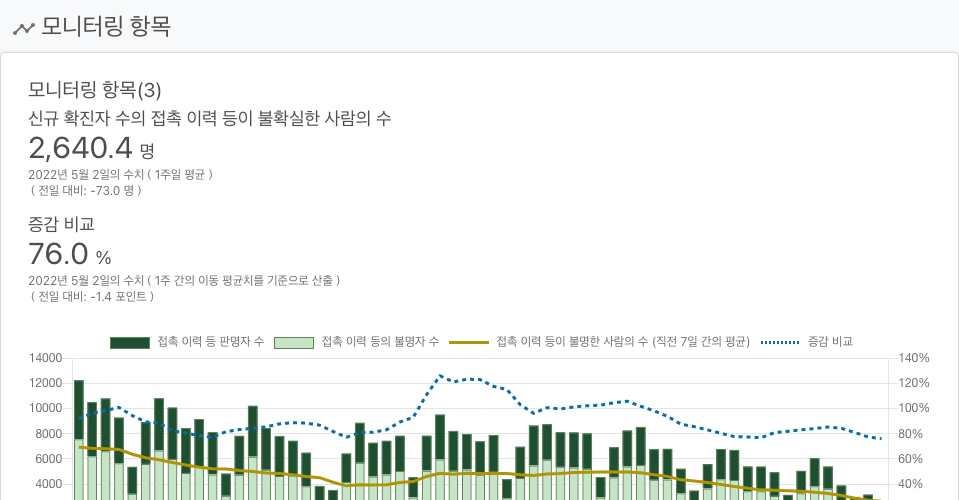 모니터링 항목
모니터링 항목(3)
신규 확진자 수의 접촉 이력 등이 불확실한 사람의 수
2,640.4 명
2022년 5월 2일의 수치 ( 1주일 평균 )
( 전일 대비: -73.0 명 )
증감 비교
76.0 %
2022년 5월 2일의 수치 ( 1주 간의 이동 평균치를 기준으로 산출 )
( 전일 대비: -1.4 포인트 )
접촉 이력 등 판명자 수 접촉 이력 등의 불명자 수 접촉 이력 등이 불명한 사람의 수 (직전 7일 간의 평균) 증감 비교
14000 140%
12000 120%
10000 100%
8000 80%
6000 60%
4000 40%